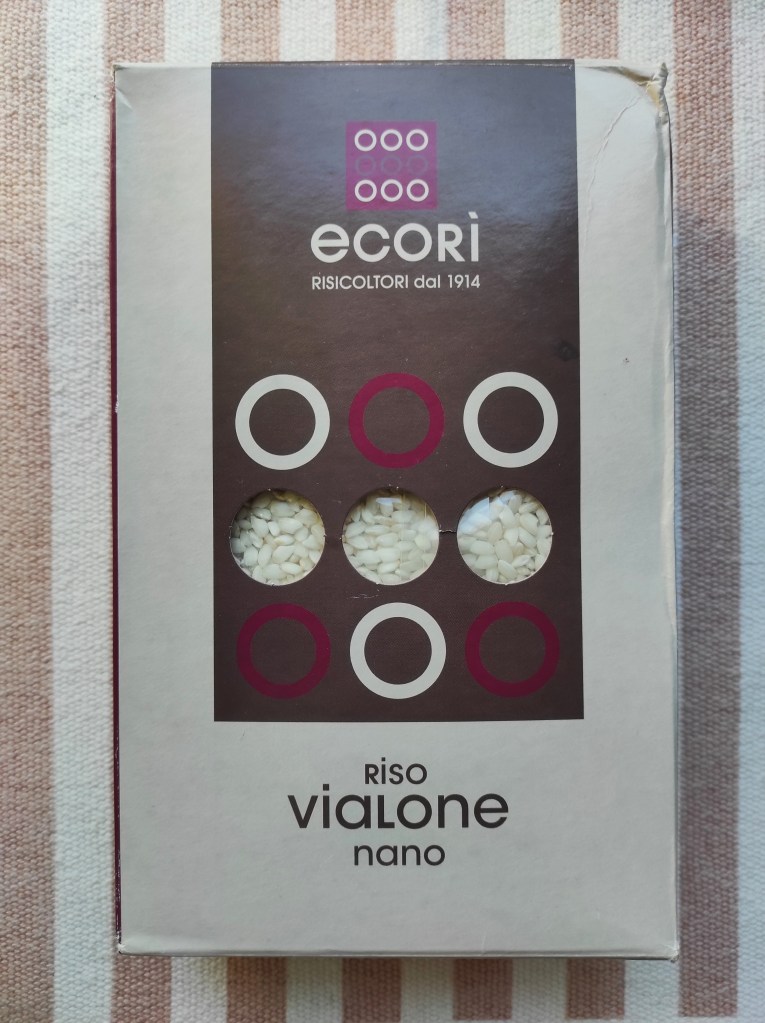 ecorì
RISICOLTORI dal 1914
Riso
vialone
nano